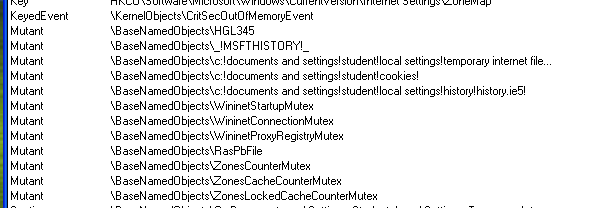 Key HKCU\Software\Microsoft\Windows\CurrentVersion\Internet Settings\ZoneMap
KeyedEvent \KernelObjects\CritSecOutOfMemoryEvent
Mutant \BaseNamedObjects\HGL345
Mutant \BaseNamedObjects\_!MSFTHISTORY!_
Mutant \BaseNamedObjects\c:!documents and settings!student!local settings!temporary internet file...
Mutant \BaseNamedObjects\c:!documents and settings!student!cookies!
Mutant \BaseNamedObjects\c:!documents and settings!student!local settings!history!history.ie5!
Mutant \BaseNamedObjects\WininetStartupMutex
Mutant \BaseNamedObjects\WininetConnectionMutex
Mutant \BaseNamedObjects\WininetProxyRegistryMutex
Mutant \BaseNamedObjects\RasPbFile
Mutant \BaseNamedObjects\ZonesCounterMutex
Mutant \BaseNamedObjects\ZonesCacheCounterMutex
Mutant \BaseNamedObjects\ZonesLockedCacheCounterMutex